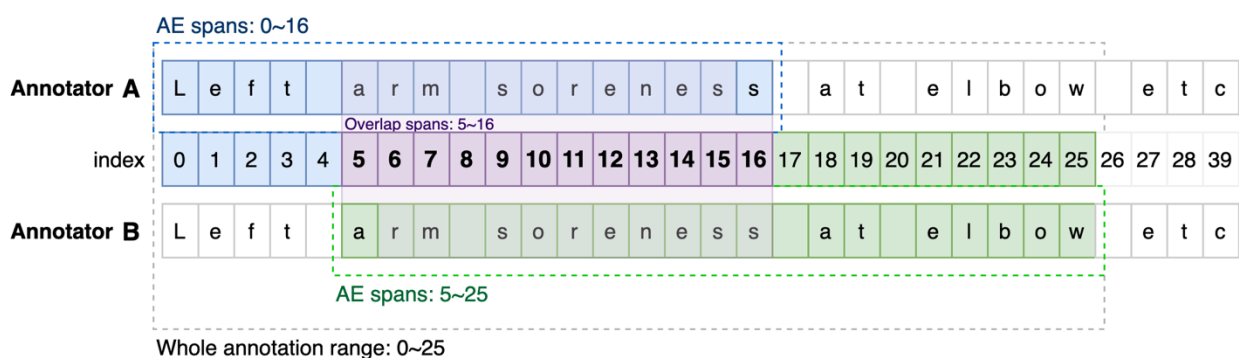 AE spans: 0~16
Annotator A L e f t a r m s o r e n e s s a t e l b o w e t c
Overlap spans: 5~16
index 0 1 2 3 4 5 6 7 8 9 10 11 12 13 14 15 16 17 18 19 20 21 22 23 24 25 26 27 28 39
Annotator B L e f t a r m s o r e n e s s a t e l b o w e t c
AE spans: 5~25
Whole annotation range: 0~25